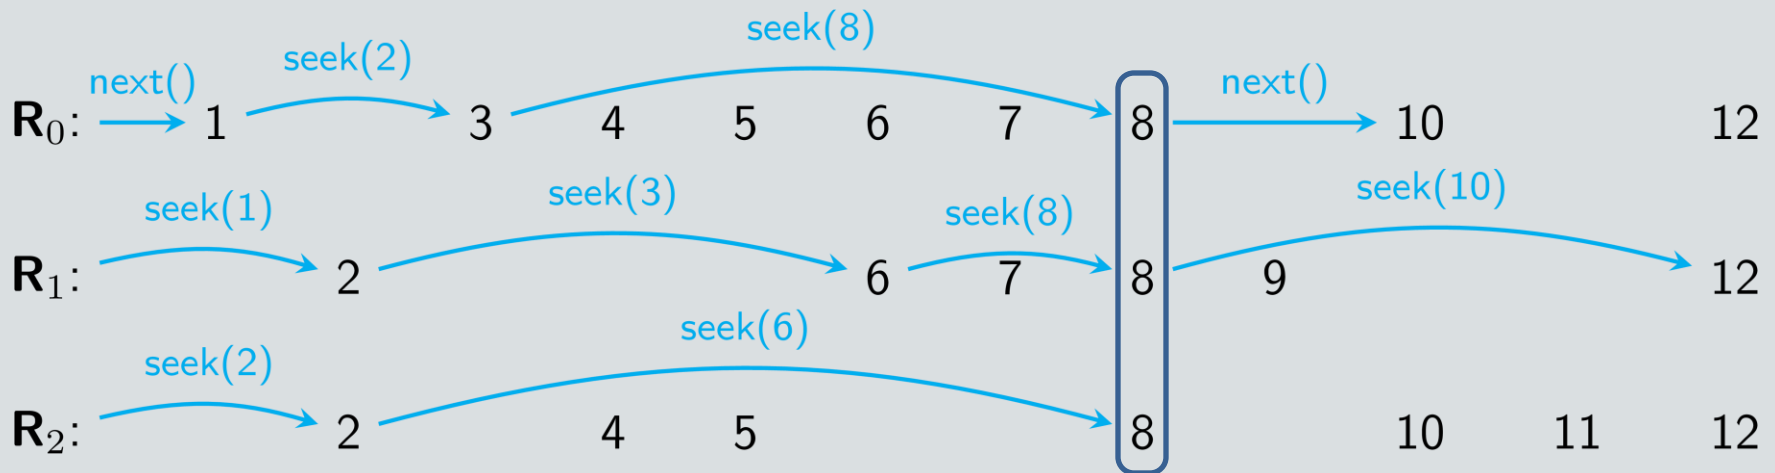 seek(8)
next() seek(2) next()
R₀: 1 3 4 5 6 7 8 10 12
seek(1) seek(3) seek(8) seek(10)
R₁: 2 6 7 8 9 12
seek(2) seek(6)
R₂: 2 4 5 8 10 11 12